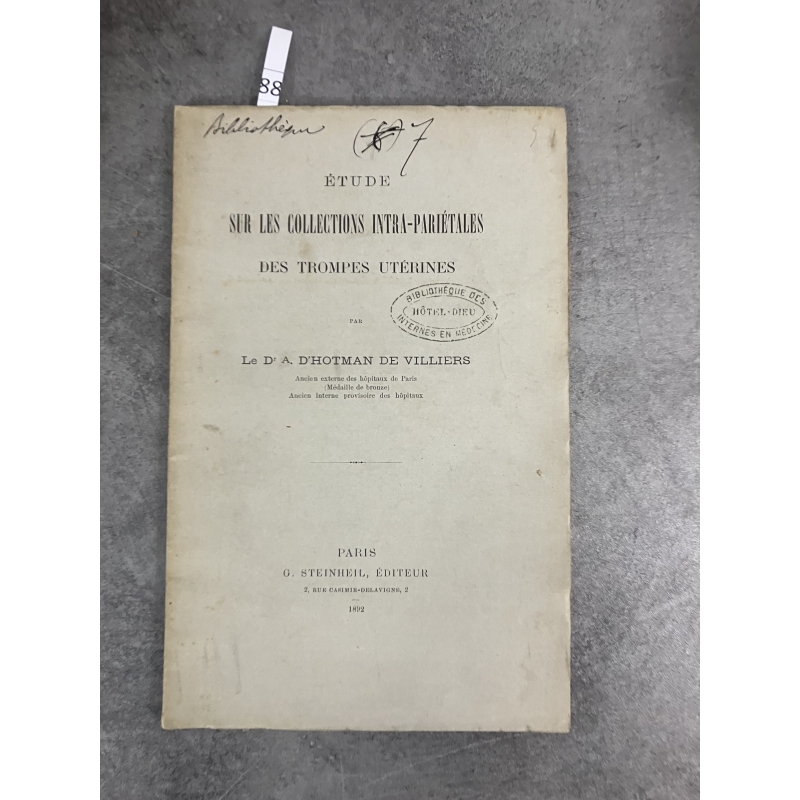 88
Bibliothèque
7
ÉTUDE
SUR LES COLLECTIONS INTRA-PARIÉTALES
DES TROMPES UTÉRINES
BIBLIOTHÈQUE DES
HÔTEL-DIEU
INTERNES EN MÉDECINE
PAR
LE Dr A. D'HOTMAN DE VILLIERS
Ancien externe des hôpitaux de Paris
(Médaille de bronze)
Ancien interne provisoire des hôpitaux
PARIS
G. STEINHEIL, ÉDITEUR
2, RUE CASIMIR-DELAVIGNE, 2
1892